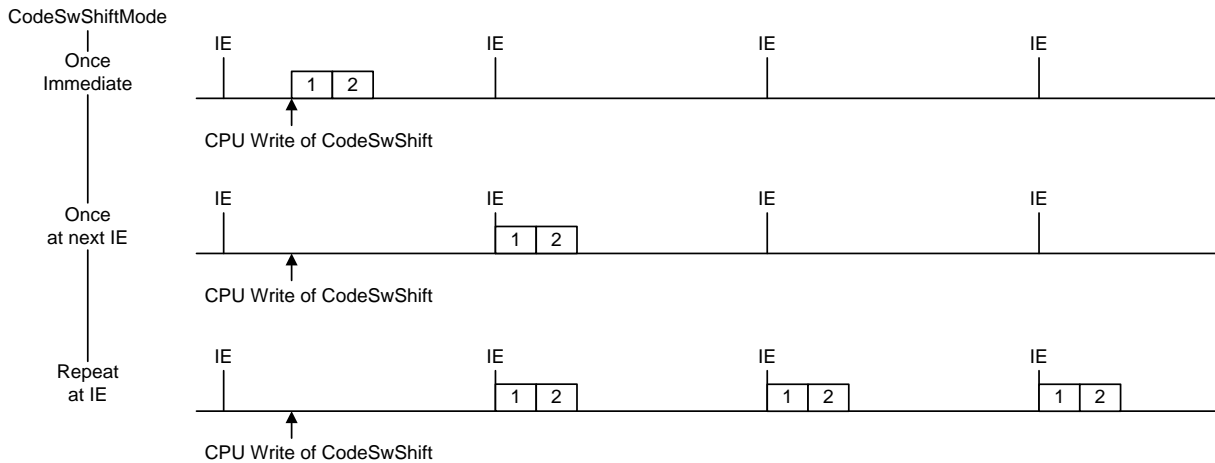 CodeSwShiftMode
Once
Immediate
IE IE IE IE
1 2
CPU Write of CodeSwShift
Once
at next IE
IE IE IE IE
1 2
CPU Write of CodeSwShift
Repeat
at IE
IE IE IE IE
1 2 1 2 1 2
CPU Write of CodeSwShift